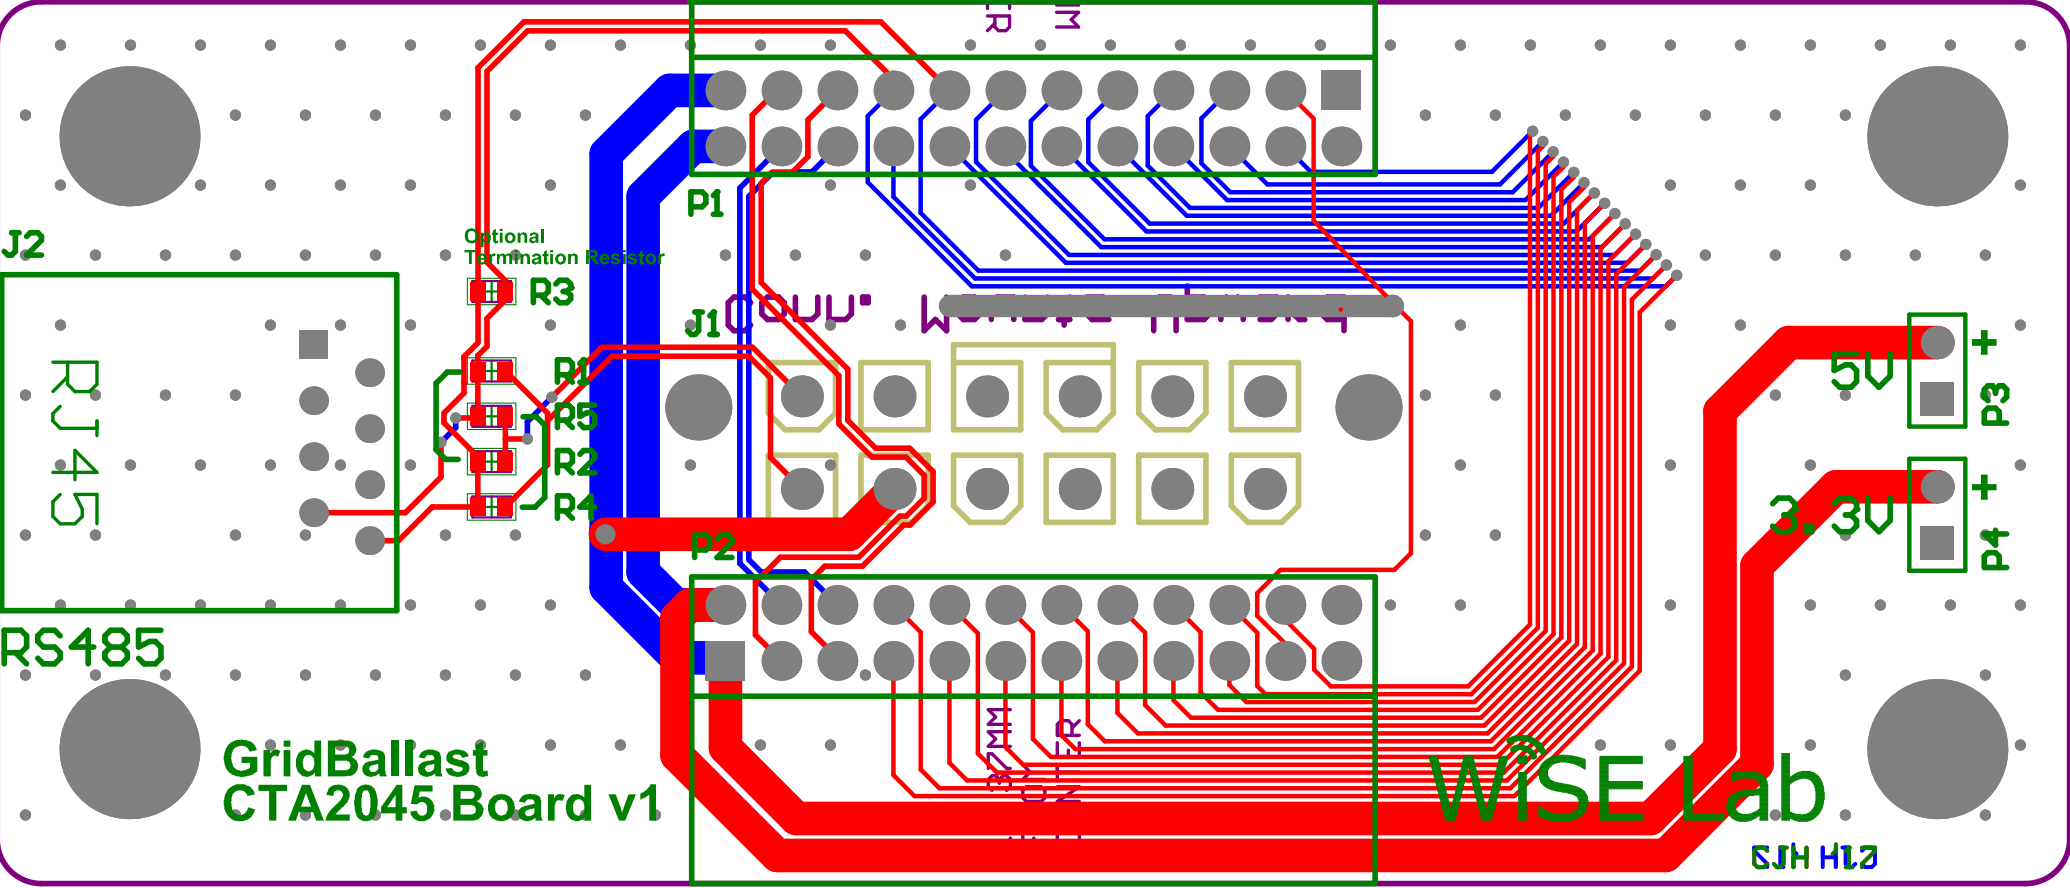 P1
J2
Optional
Termination Resistor
R3
J1
R1
R5
R2
R4
RJ45
5V
+
P3
3.3V
+
P4
P2
RS485
GridBallast
CTA2045 Board v1
WiSE Lab